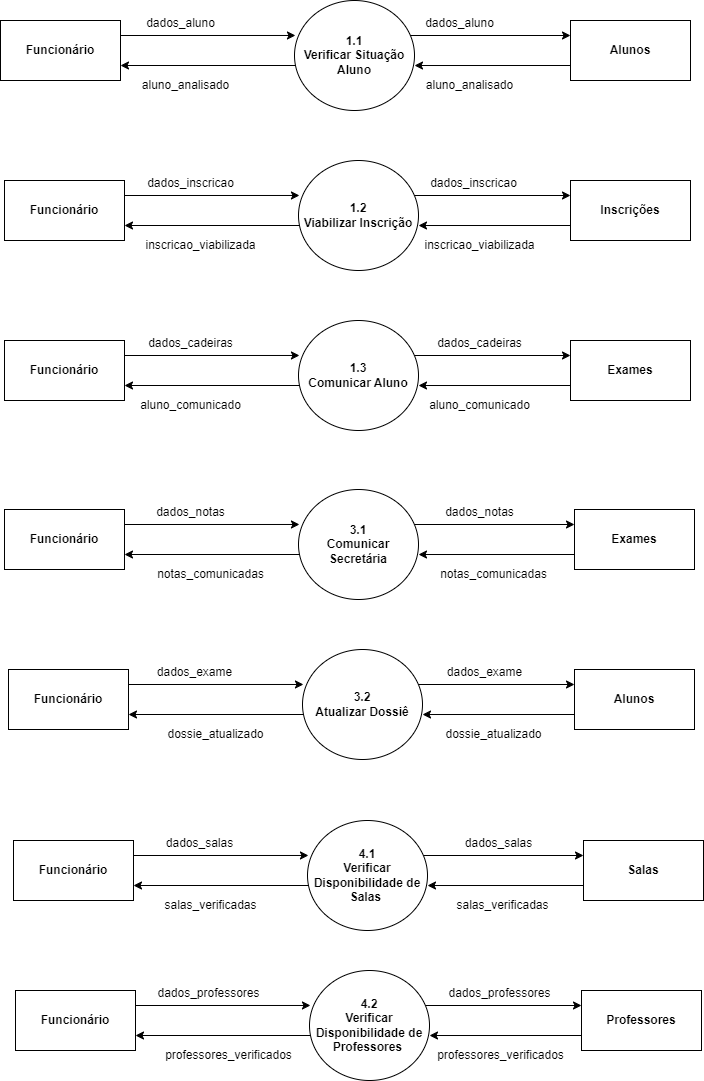 dados_aluno
dados_aluno
Funcionário
1.1
Verificar Situação
Aluno
Alunos
aluno_analisado
aluno_analisado
dados_inscricao
dados_inscricao
Funcionário
1.2
Viabilizar Inscrição
Inscrições
inscricao_viabilizada
inscricao_viabilizada
dados_cadeiras
dados_cadeiras
Funcionário
1.3
Comunicar Aluno
Exames
aluno_comunicado
aluno_comunicado
dados_notas
dados_notas
Funcionário
3.1
Comunicar
Secretária
Exames
notas_comunicadas
notas_comunicadas
dados_exame
dados_exame
Funcionário
3.2
Atualizar Dossiê
Alunos
dossie_atualizado
dossie_atualizado
dados_salas
dados_salas
Funcionário
4.1
Verificar
Disponibilidade de
Salas
Salas
salas_verificadas
salas_verificadas
dados_professores
dados_professores
Funcionário
4.2
Verificar
Disponibilidade de
Professores
Professores
professores_verificados
professores_verificados